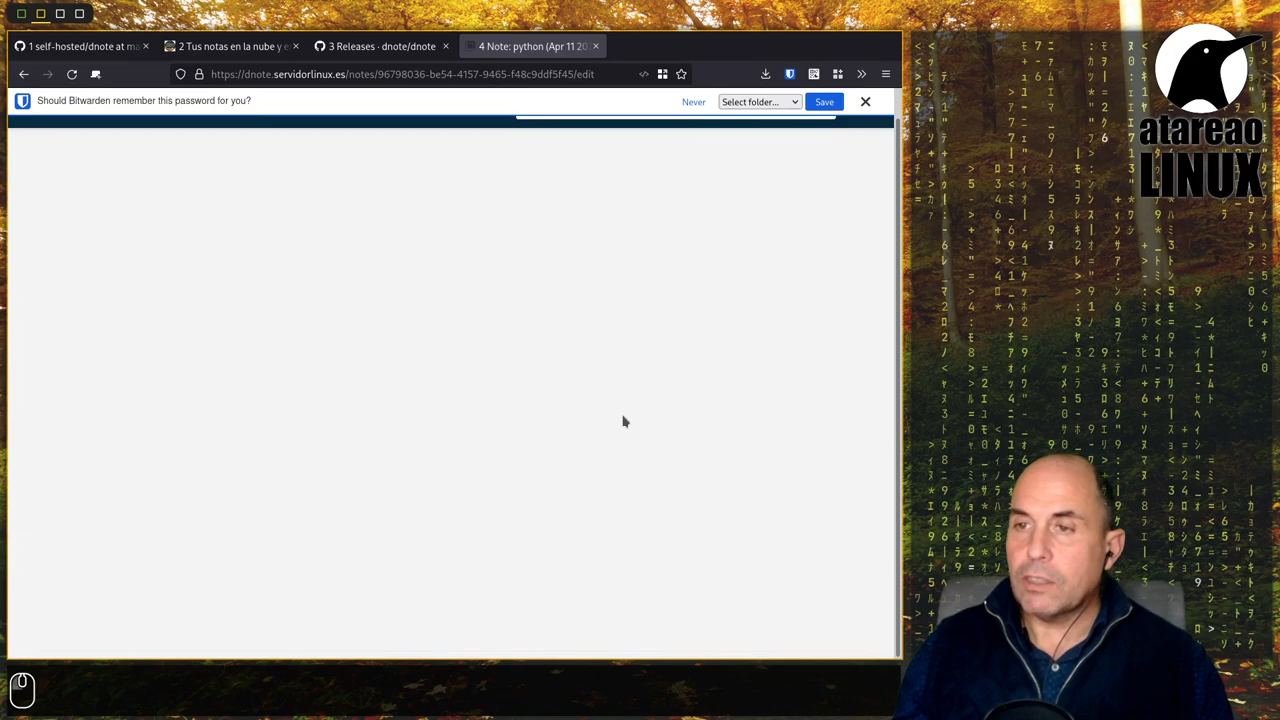 1 self-hosted/dnote at ma
2 Tus notas en la nube y e
3 Releases · dnote/dnote
4 Note: python (Apr 11 20
https://dnote.servidorlinux.es/notes/96798036-be54-4157-9465-f48c9ddf5f45/edit
Should Bitwarden remember this password for you?
Never
Select folder...
Save
atareao
LINUX